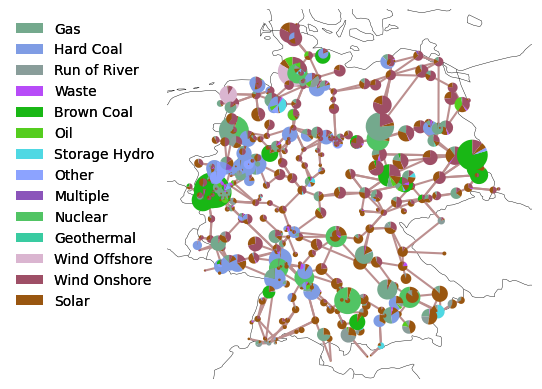 Gas
Hard Coal
Run of River
Waste
Brown Coal
Oil
Storage Hydro
Other
Multiple
Nuclear
Geothermal
Wind Offshore
Wind Onshore
Solar